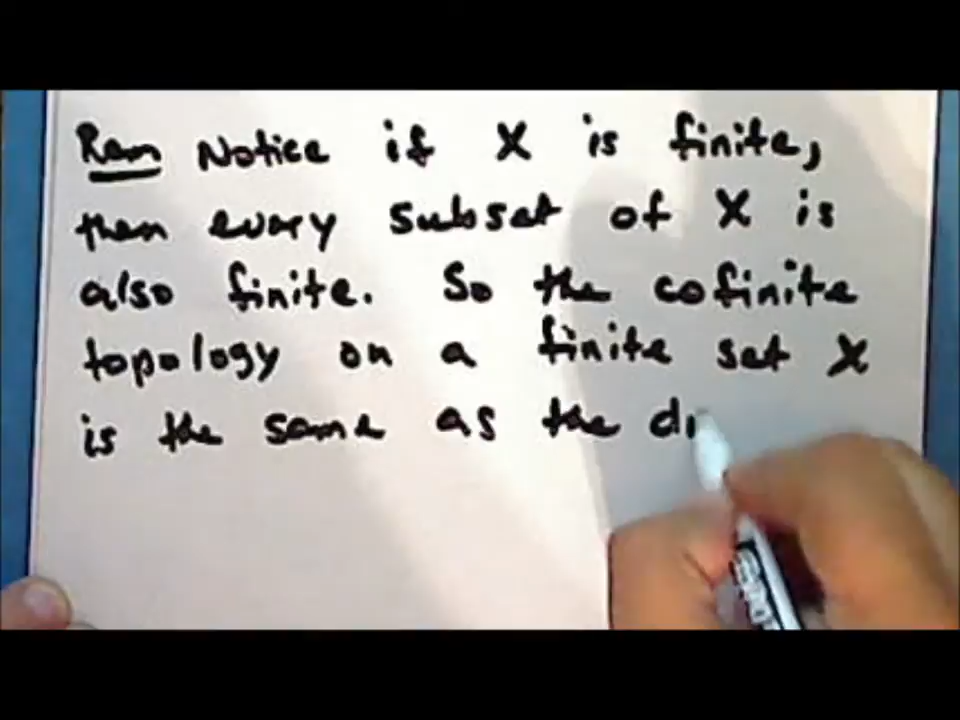 Rem Notice if X is finite,
then every subset of X is
also finite. So the cofinite
topology on a finite set X
is the same as the di